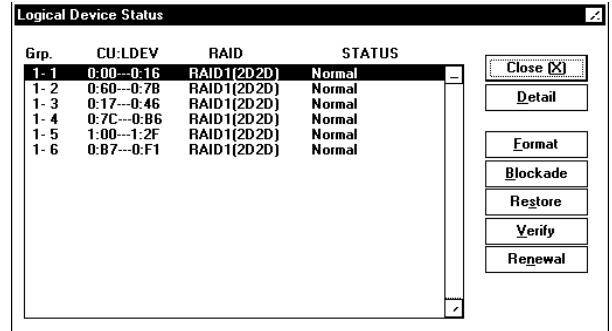 Logical Device Status
Grp. CU:LDEV RAID STATUS
1- 1 0:00---0:16 RAID1(2D2D) Normal
1- 2 0:60---0:7B RAID1(2D2D) Normal
1- 3 0:17---0:46 RAID1(2D2D) Normal
1- 4 0:7C---0:B6 RAID1(2D2D) Normal
1- 5 1:00---1:2F RAID1(2D2D) Normal
1- 6 0:B7---0:F1 RAID1(2D2D) Normal
Close (X)
Detail
Format
Blockade
Restore
Verify
Renewal